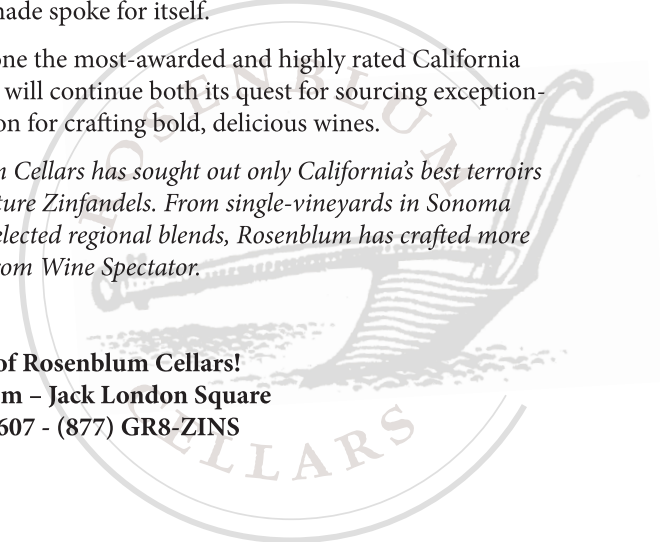 made spoke for itself.
one the most-awarded and highly rated California
will continue both its quest for sourcing exception-
on for crafting bold, delicious wines.
n Cellars has sought out only California’s best terroirs
ture Zinfandels. From single-vineyards in Sonoma
elected regional blends, Rosenblum has crafted more
rom Wine Spectator.
of Rosenblum Cellars!
m – Jack London Square
607 - (877) GR8-ZINS
ROSENBLUM
CELLARS